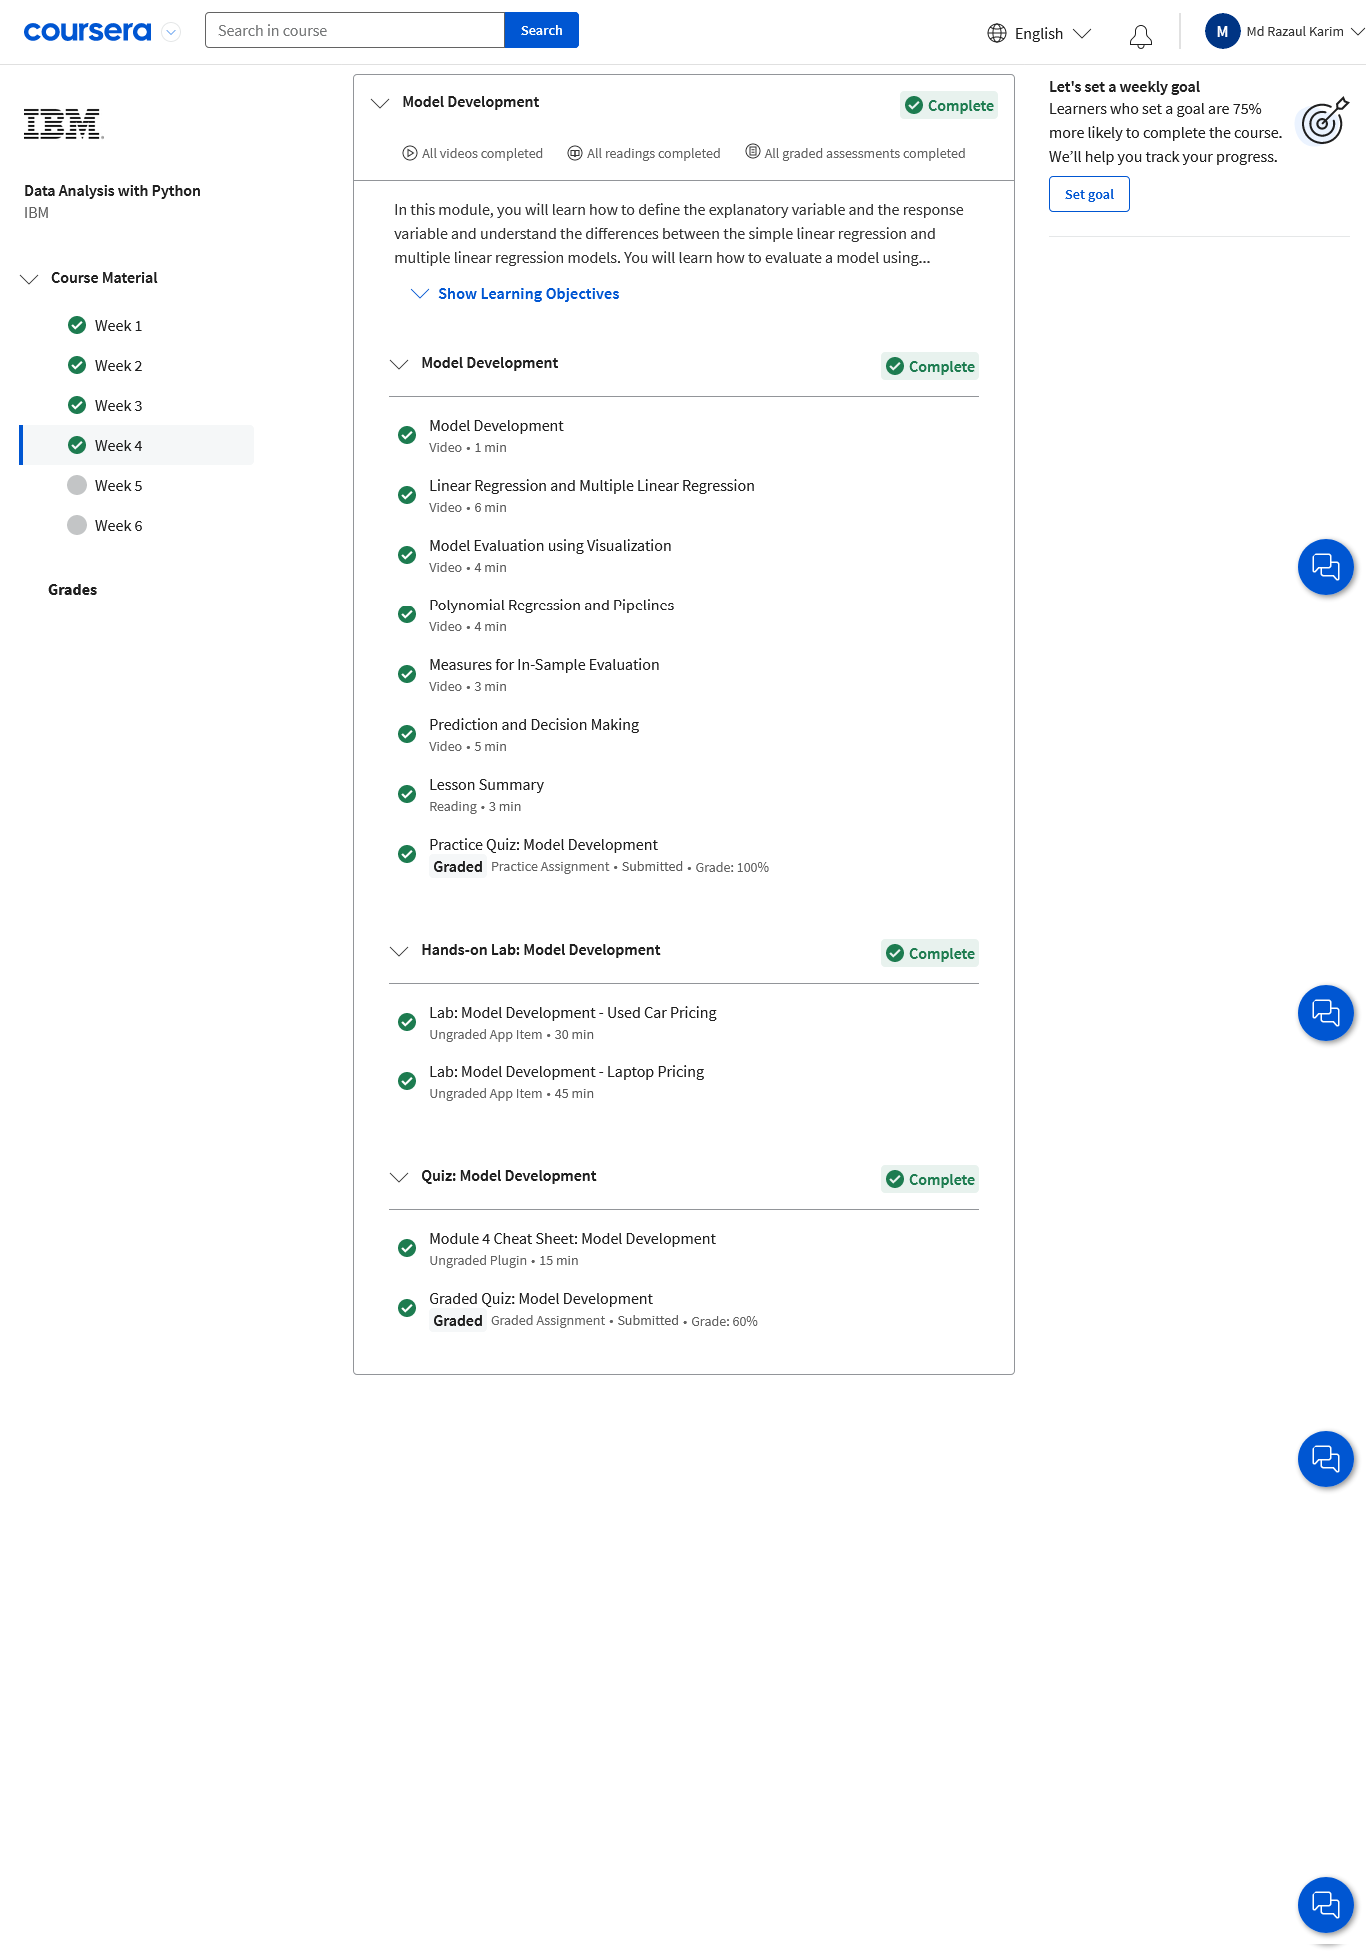 coursera
Search in course
Search
English
M
Md Razaul Karim
IBM
Data Analysis with Python
IBM
Course Material
Week 1
Week 2
Week 3
Week 4
Week 5
Week 6
Grades
Model Development
Complete
All videos completed
All readings completed
All graded assessments completed
In this module, you will learn how to define the explanatory variable and the response
variable and understand the differences between the simple linear regression and
multiple linear regression models. You will learn how to evaluate a model using...
Show Learning Objectives
Model Development
Complete
Model Development
Video • 1 min
Linear Regression and Multiple Linear Regression
Video • 6 min
Model Evaluation using Visualization
Video • 4 min
Polynomial Regression and Pipelines
Video • 4 min
Measures for In-Sample Evaluation
Video • 3 min
Prediction and Decision Making
Video • 5 min
Lesson Summary
Reading • 3 min
Practice Quiz: Model Development
Graded Practice Assignment • Submitted • Grade: 100%
Hands-on Lab: Model Development
Complete
Lab: Model Development - Used Car Pricing
Ungraded App Item • 30 min
Lab: Model Development - Laptop Pricing
Ungraded App Item • 45 min
Quiz: Model Development
Complete
Module 4 Cheat Sheet: Model Development
Ungraded Plugin • 15 min
Graded Quiz: Model Development
Graded Graded Assignment • Submitted • Grade: 60%
Let's set a weekly goal
Learners who set a goal are 75%
more likely to complete the course.
We’ll help you track your progress.
Set goal